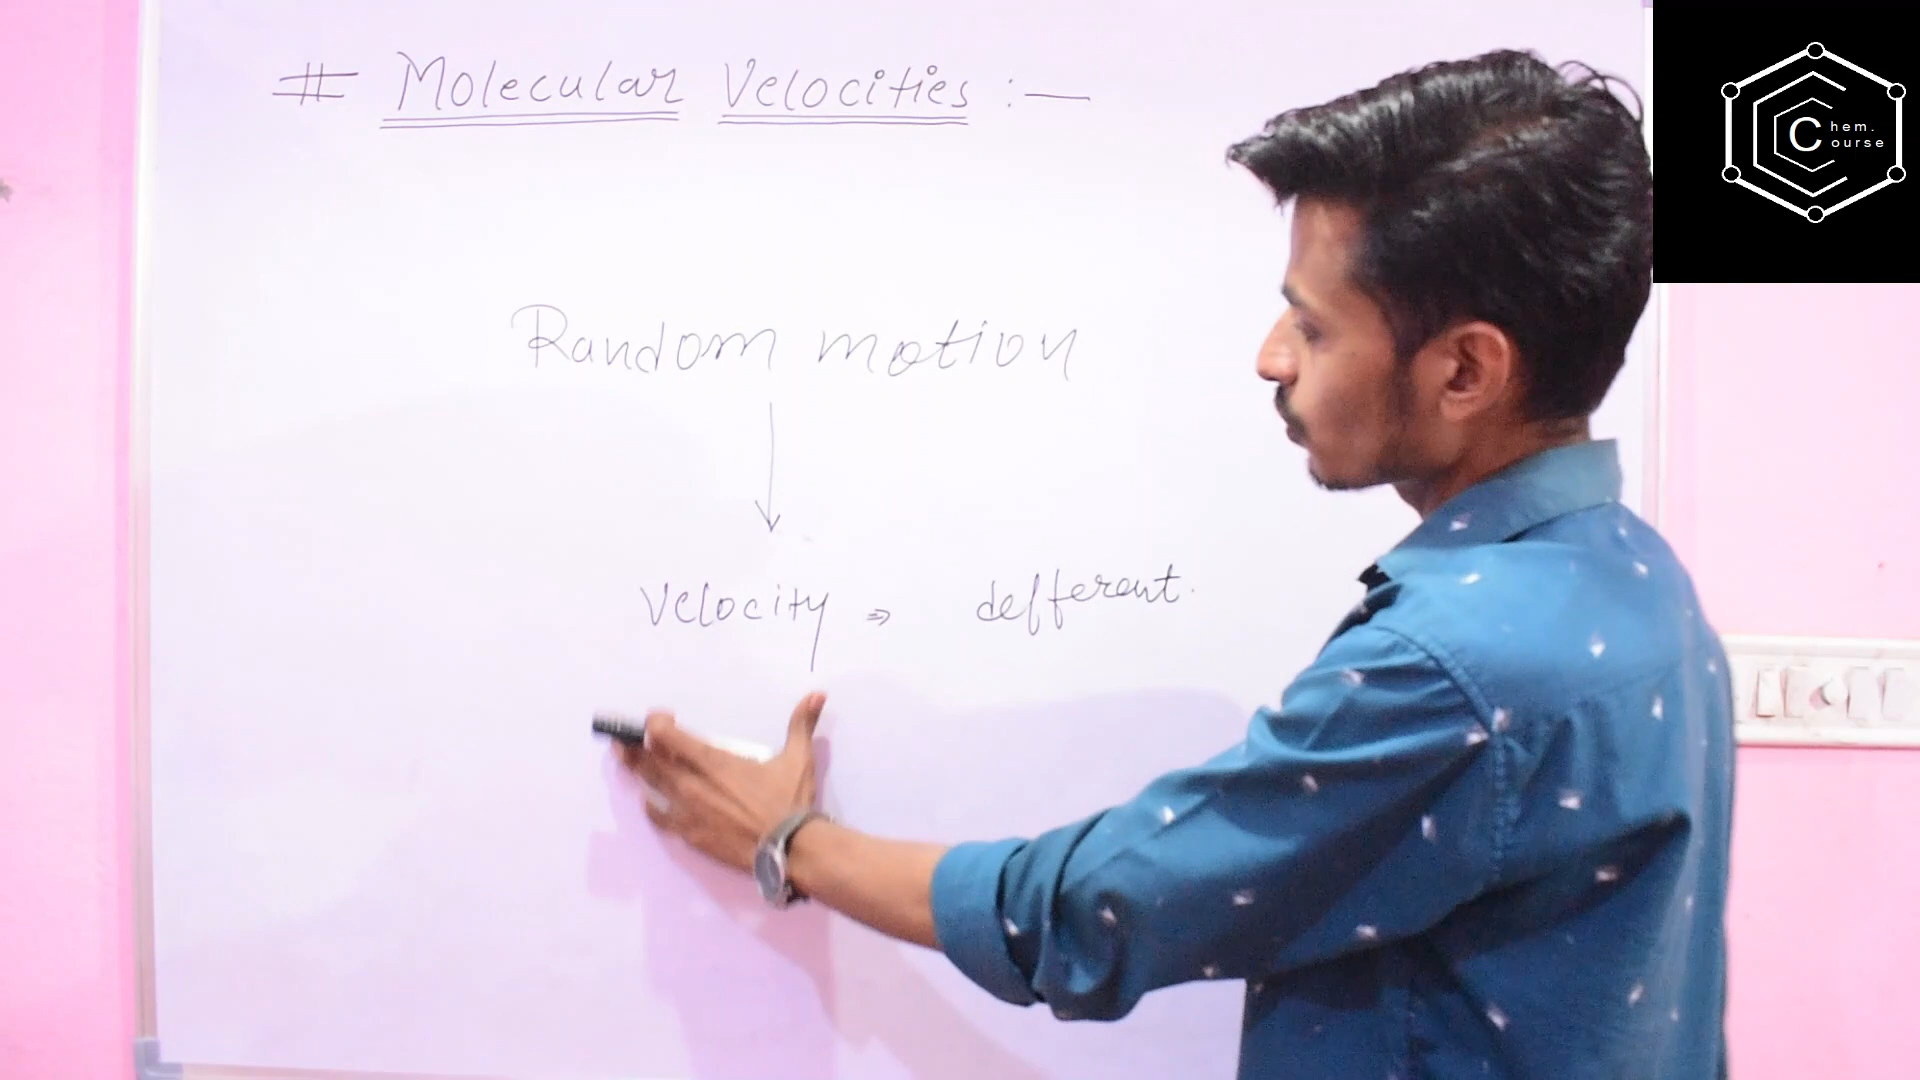 # Molecular Velocities :—
Random motion
Velocity ⇒ defferent.
Chem.
Course